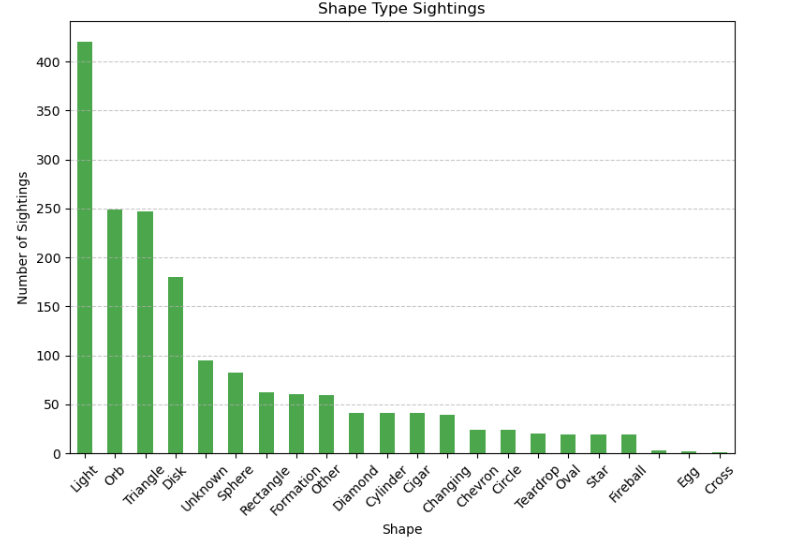 Shape Type Sightings
Number of Sightings
400
350
300
250
200
150
100
50
0
Light Orb Triangle Disk Unknown Sphere Rectangle Formation Other Diamond Cylinder Cigar Changing Chevron Circle Teardrop Oval Star Fireball Egg Cross
Shape